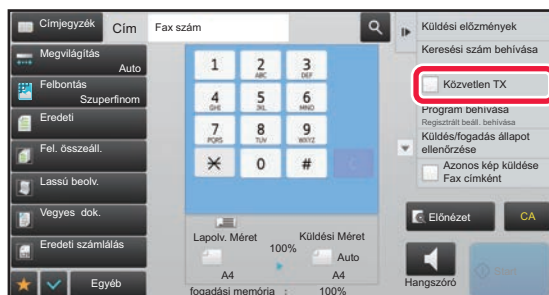 Címjegyzék
Cím
Fax szám
Megvilágítás
Auto
Felbontás
Szuperfinom
Eredeti
Fel. összeáll.
Lassú beolv.
Vegyes dok.
Eredeti számlálás
Egyéb
1
2
ABC
3
DEF
4
GHI
5
JKL
6
MNO
7
PQRS
8
TUV
9
WXYZ
0
#
Lapolv. Méret
100%
Küldési Méret
Auto
A4
A4
fogadási memória : 100%
Küldési előzmények
Keresési szám behívása
Közvetlen TX
Program behívása
Regisztrált beáll. behívása
Küldés/fogadás állapot
ellenőrzése
Azonos kép küldése
Fax címként
Előnézet
CA
Hangszóró
Start